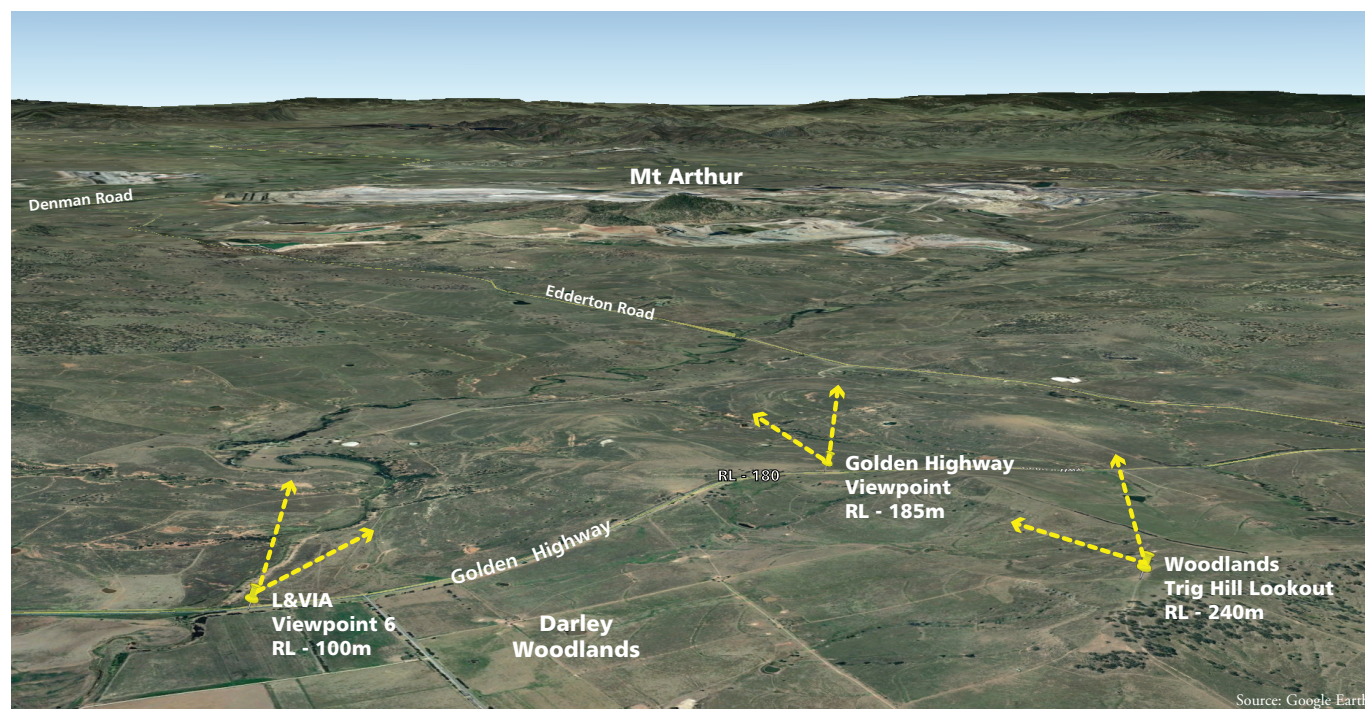 Mt Arthur
Denman Road
Edderton Road
Golden Highway
Viewpoint
RL - 185m
RL - 180
Golden Highway
Woodlands
Trig Hill Lookout
RL - 240m
L&VIA
Viewpoint 6
RL - 100m
Darley
Woodlands
Source: Google Earth